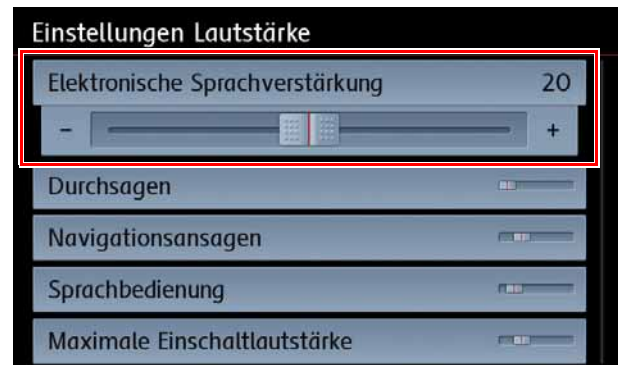 Einstellungen Lautstärke
Elektronische Sprachverstärkung 20
- +
Durchsagen
Navigationsansagen
Sprachbedienung
Maximale Einschaltlautstärke